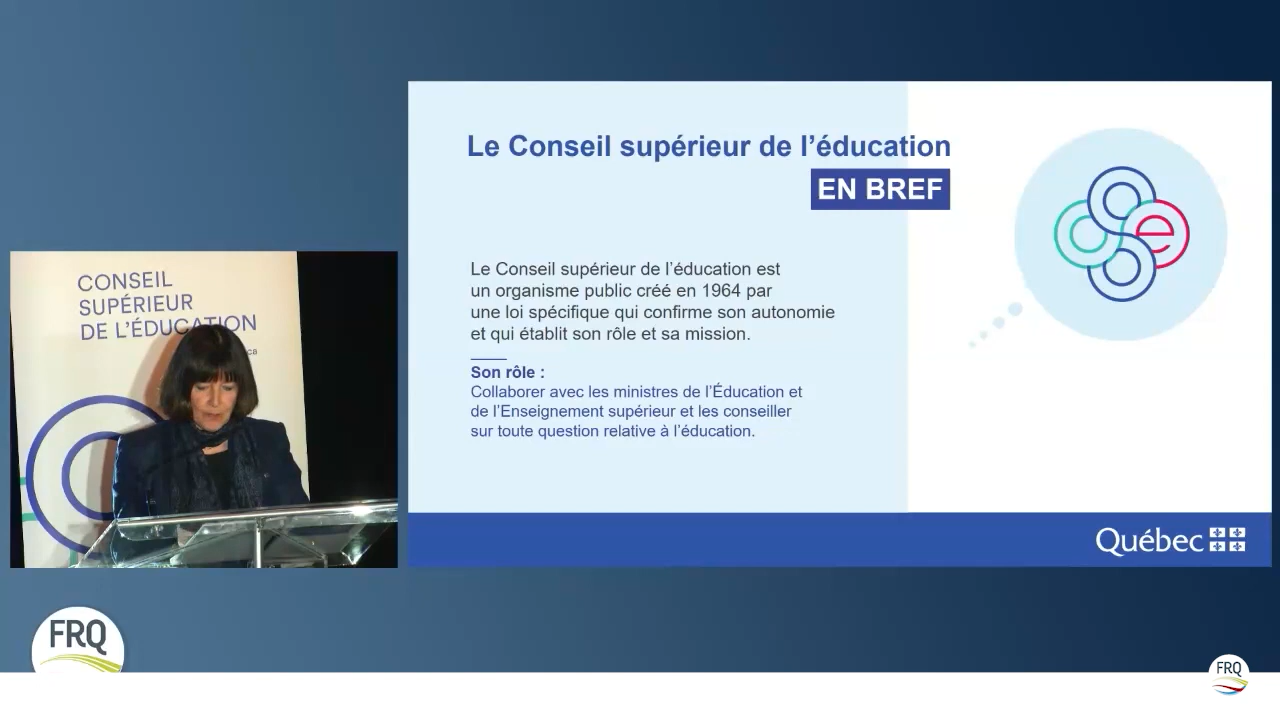 Le Conseil supérieur de l'éducation
EN BREF
Le Conseil supérieur de l'éducation est
un organisme public créé en 1964 par
une loi spécifique qui confirme son autonomie
et qui établit son rôle et sa mission.
Son rôle :
Collaborer avec les ministres de l'Éducation et
de l'Enseignement supérieur et les conseiller
sur toute question relative à l'éducation.
cse
Québec
CONSEIL
SUPÉRIEUR
DE L'ÉDUCATION
FRQ
FRQ